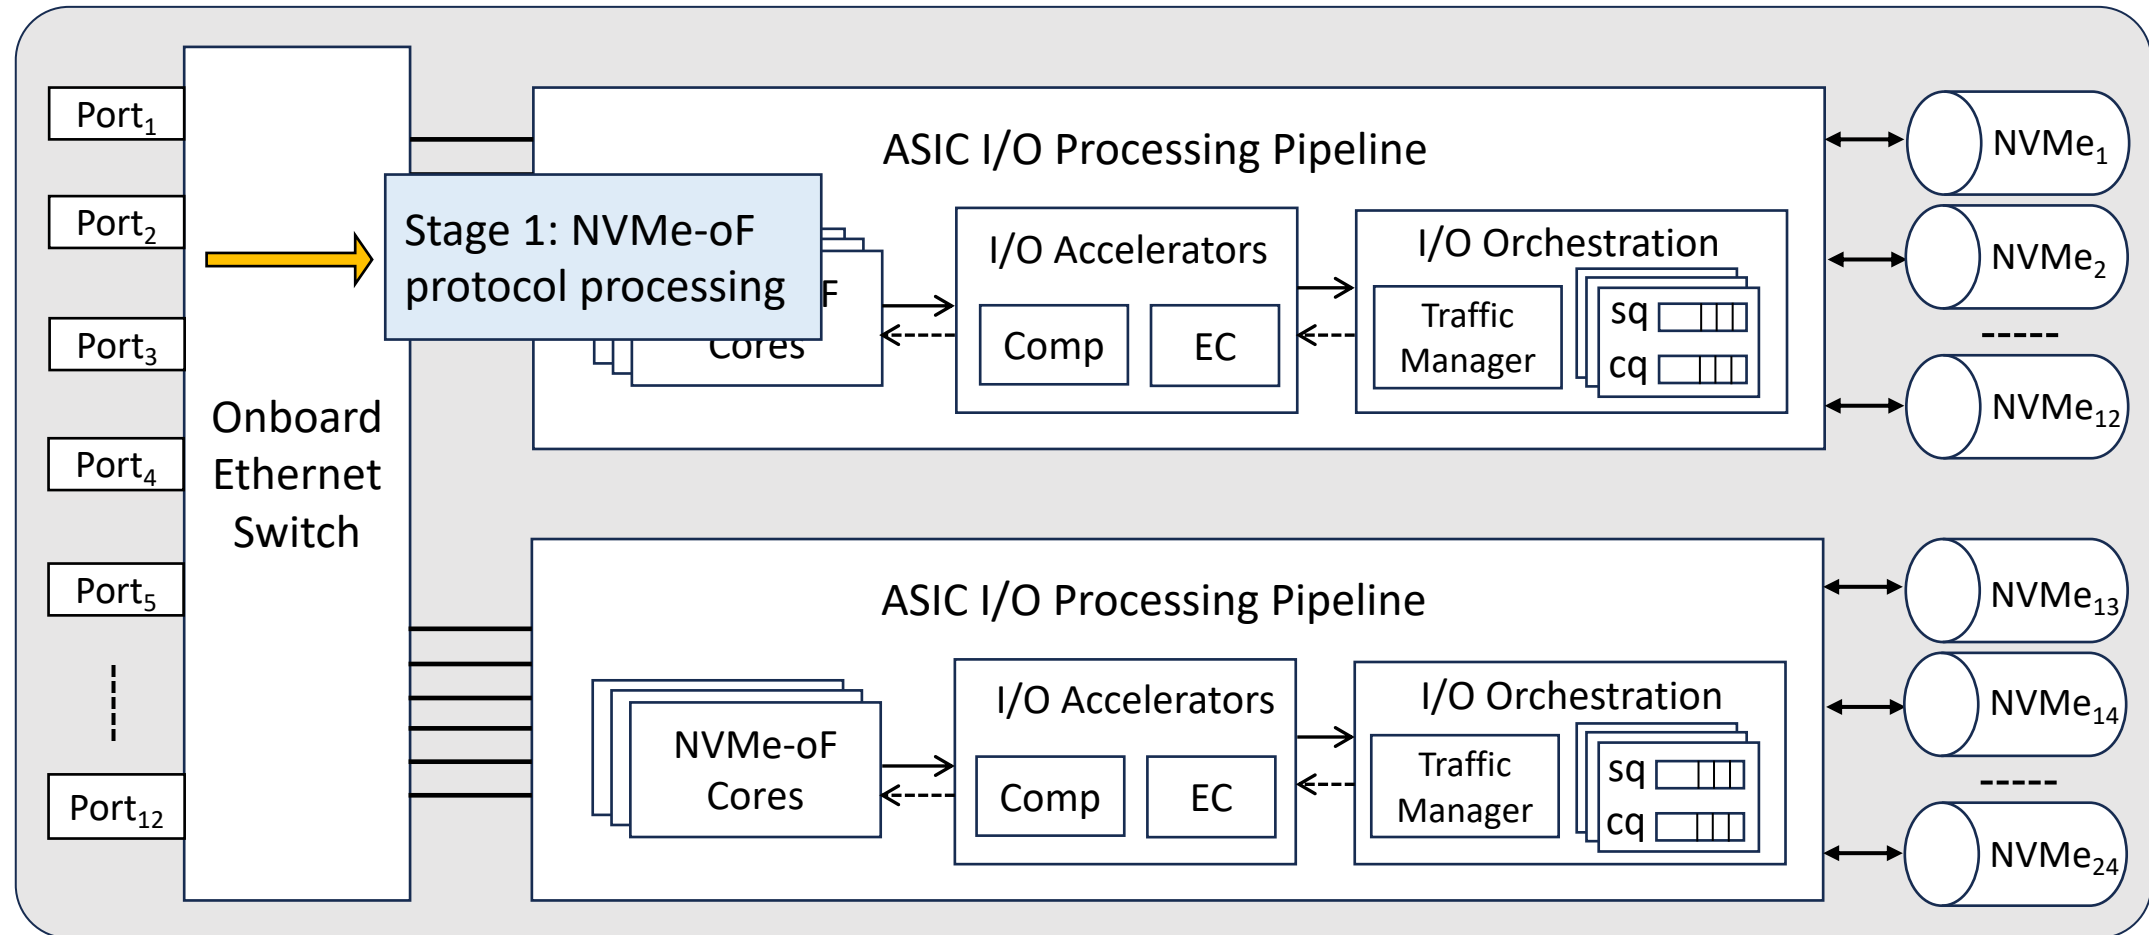 Port1
Port2
Port3
Port4
Port5
Port12
Onboard
Ethernet
Switch
ASIC I/O Processing Pipeline
Stage 1: NVMe-oF
protocol processing
F
Cores
I/O Accelerators
Comp
EC
I/O Orchestration
Traffic
Manager
sq
cq
NVMe1
NVMe2
NVMe12
ASIC I/O Processing Pipeline
NVMe-oF
Cores
I/O Accelerators
Comp
EC
I/O Orchestration
Traffic
Manager
sq
cq
NVMe13
NVMe14
NVMe24